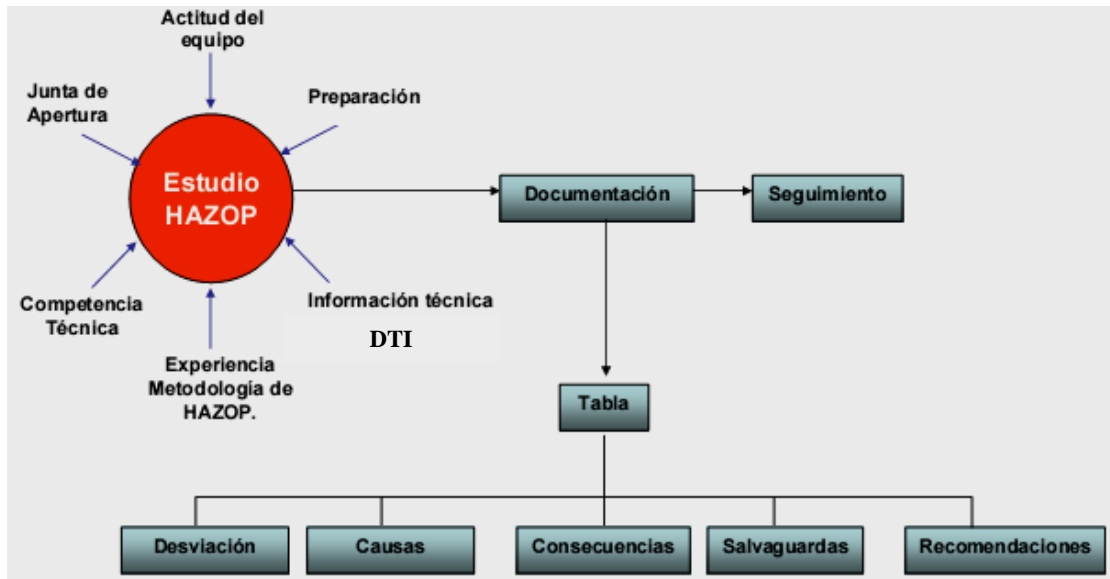 Actitud del
equipo
Junta de
Apertura
Preparación
Estudio
HAZOP
Documentación
Seguimiento
Competencia
Técnica
Información técnica
DTI
Experiencia
Metodología de
HAZOP.
Tabla
Desviación
Causas
Consecuencias
Salvaguardas
Recomendaciones